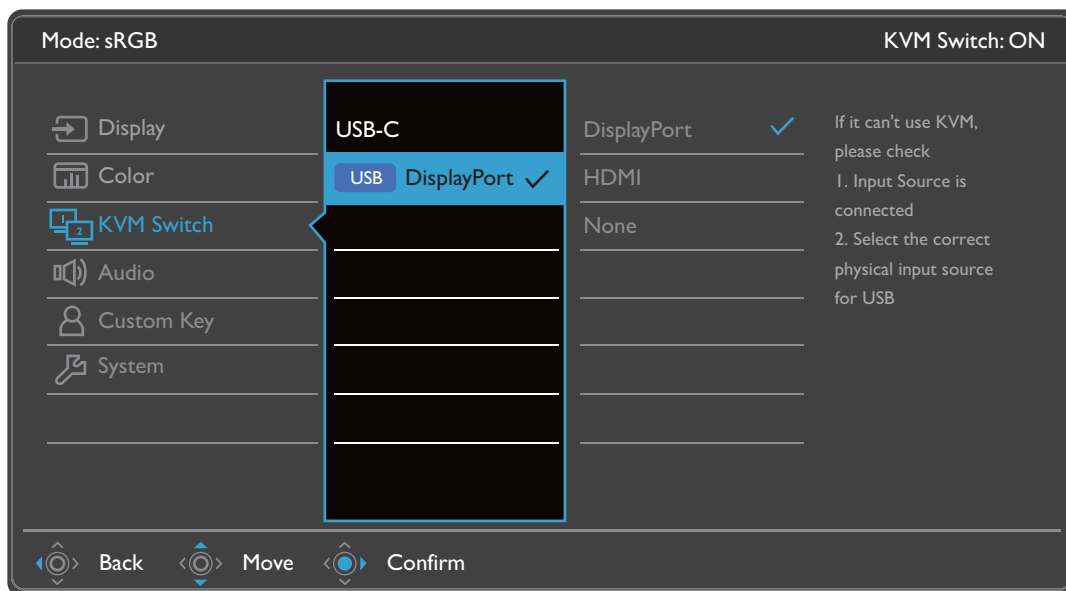 Mode: sRGB
KVM Switch: ON
Display
Color
1
2
KVM Switch
Audio
Custom Key
System
USB-C
USB DisplayPort
DisplayPort
HDMI
None
If it can't use KVM,
please check
1. Input Source is
connected
2. Select the correct
physical input source
for USB
Back
Move
Confirm